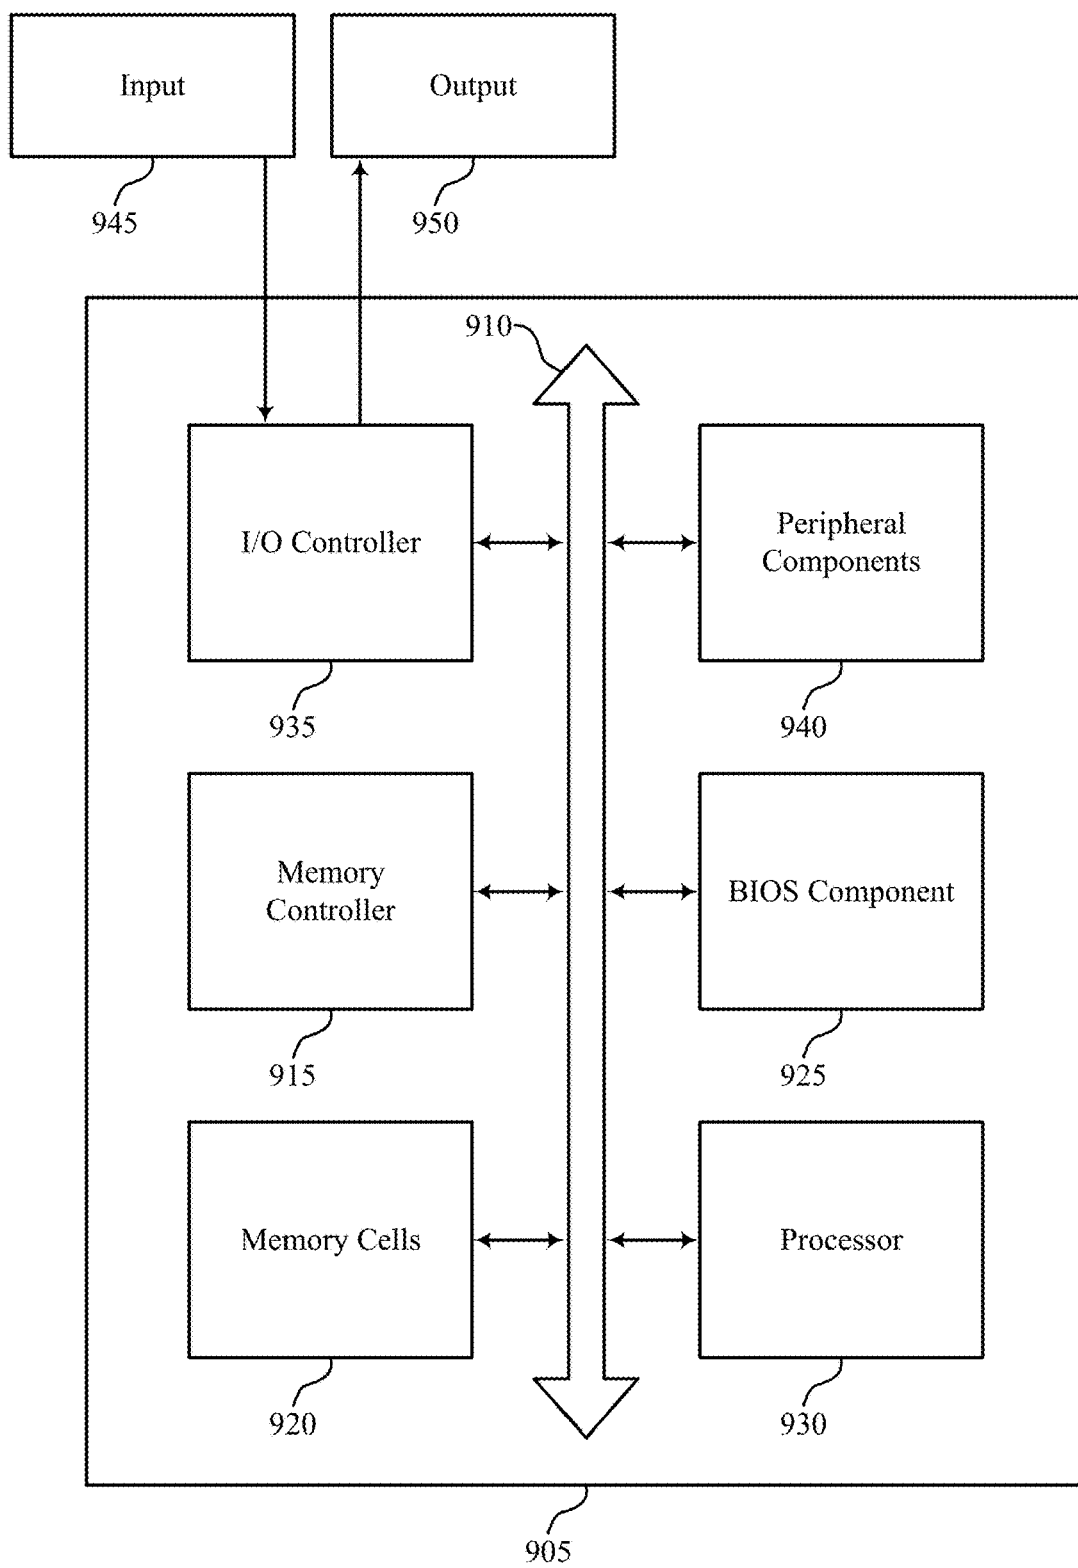 Input
Output
945
950
910
I/O Controller
Peripheral
Components
935
940
Memory
Controller
BIOS Component
915
925
Memory Cells
Processor
920
930
905